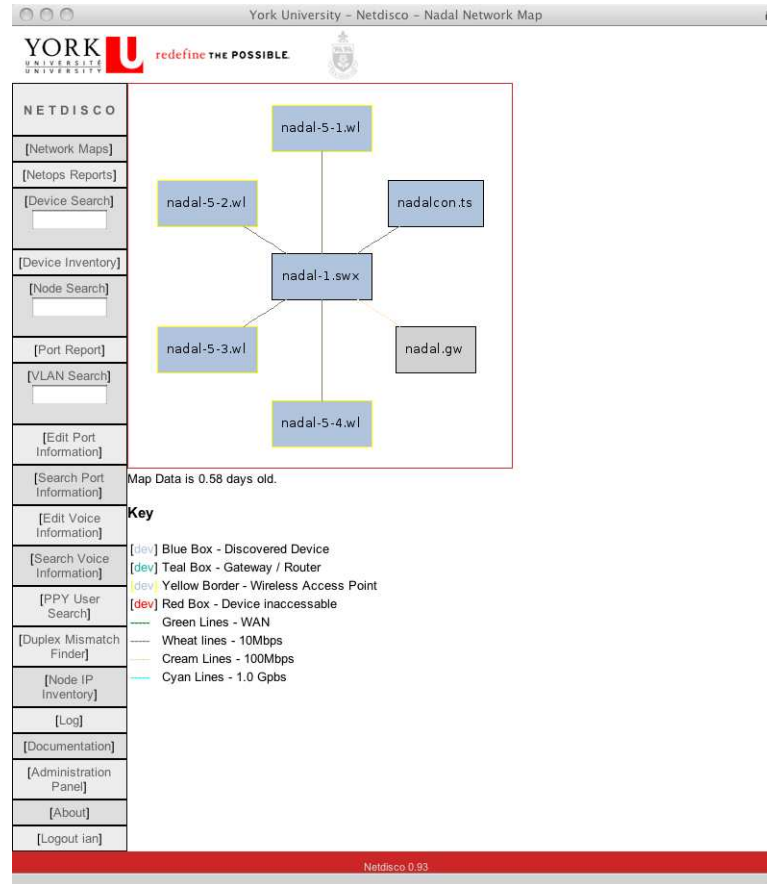 York University – Netdisco – Nadal Network Map
YORK U
UNIVERSITÉ
UNIVERSITY
redefine THE POSSIBLE.
NETDISCO
[Network Maps]
[Netops Reports]
[Device Search]
[Device Inventory]
[Node Search]
[Port Report]
[VLAN Search]
[Edit Port
Information]
[Search Port
Information]
[Edit Voice
Information]
[Search Voice
Information]
[PPY User
Search]
[Duplex Mismatch
Finder]
[Node IP
Inventory]
[Log]
[Documentation]
[Administration
Panel]
[About]
[Logout ian]
nadal-5-1.wl
nadal-5-2.wl
nadalcon.ts
nadal-1.swx
nadal-5-3.wl
nadal.gw
nadal-5-4.wl
Map Data is 0.58 days old.
Key
[dev] Blue Box - Discovered Device
[dev] Teal Box - Gateway / Router
[dev] Yellow Border - Wireless Access Point
[dev] Red Box - Device inaccessable
----- Green Lines - WAN
----- Wheat lines - 10Mbps
----- Cream Lines - 100Mbps
----- Cyan Lines - 1.0 Gpbs
Netdisco 0.93